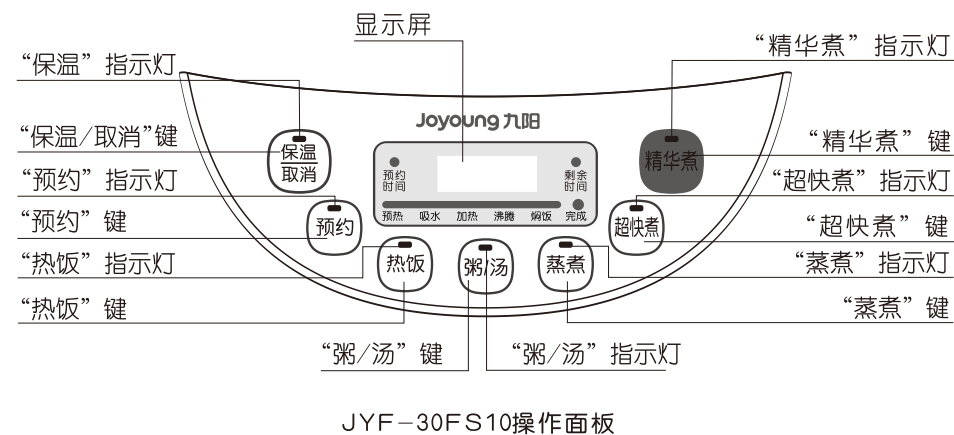 显示屏
“精华煮”指示灯
“保温”指示灯
Joyoung 九阳
“保温/取消”键
保温
取消
精华煮
“精华煮”键
预约
时间
剩余
时间
“预约”指示灯
“超快煮”指示灯
预热 吸水 加热 沸腾 焖饭 完成
“预约”键
预约
超快煮
“超快煮”键
“热饭”指示灯
热饭
粥/汤
蒸煮
“蒸煮”指示灯
“热饭”键
“蒸煮”键
“粥/汤”键
“粥/汤”指示灯
JYF-30FS10操作面板